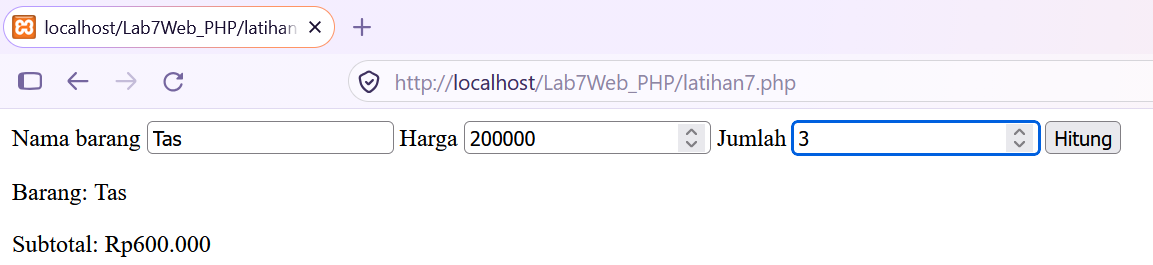 localhost/Lab7Web_PHP/latihan
http://localhost/Lab7Web_PHP/latihan7.php
Nama barang Tas Harga 200000 Jumlah 3 Hitung
Barang: Tas
Subtotal: Rp600.000